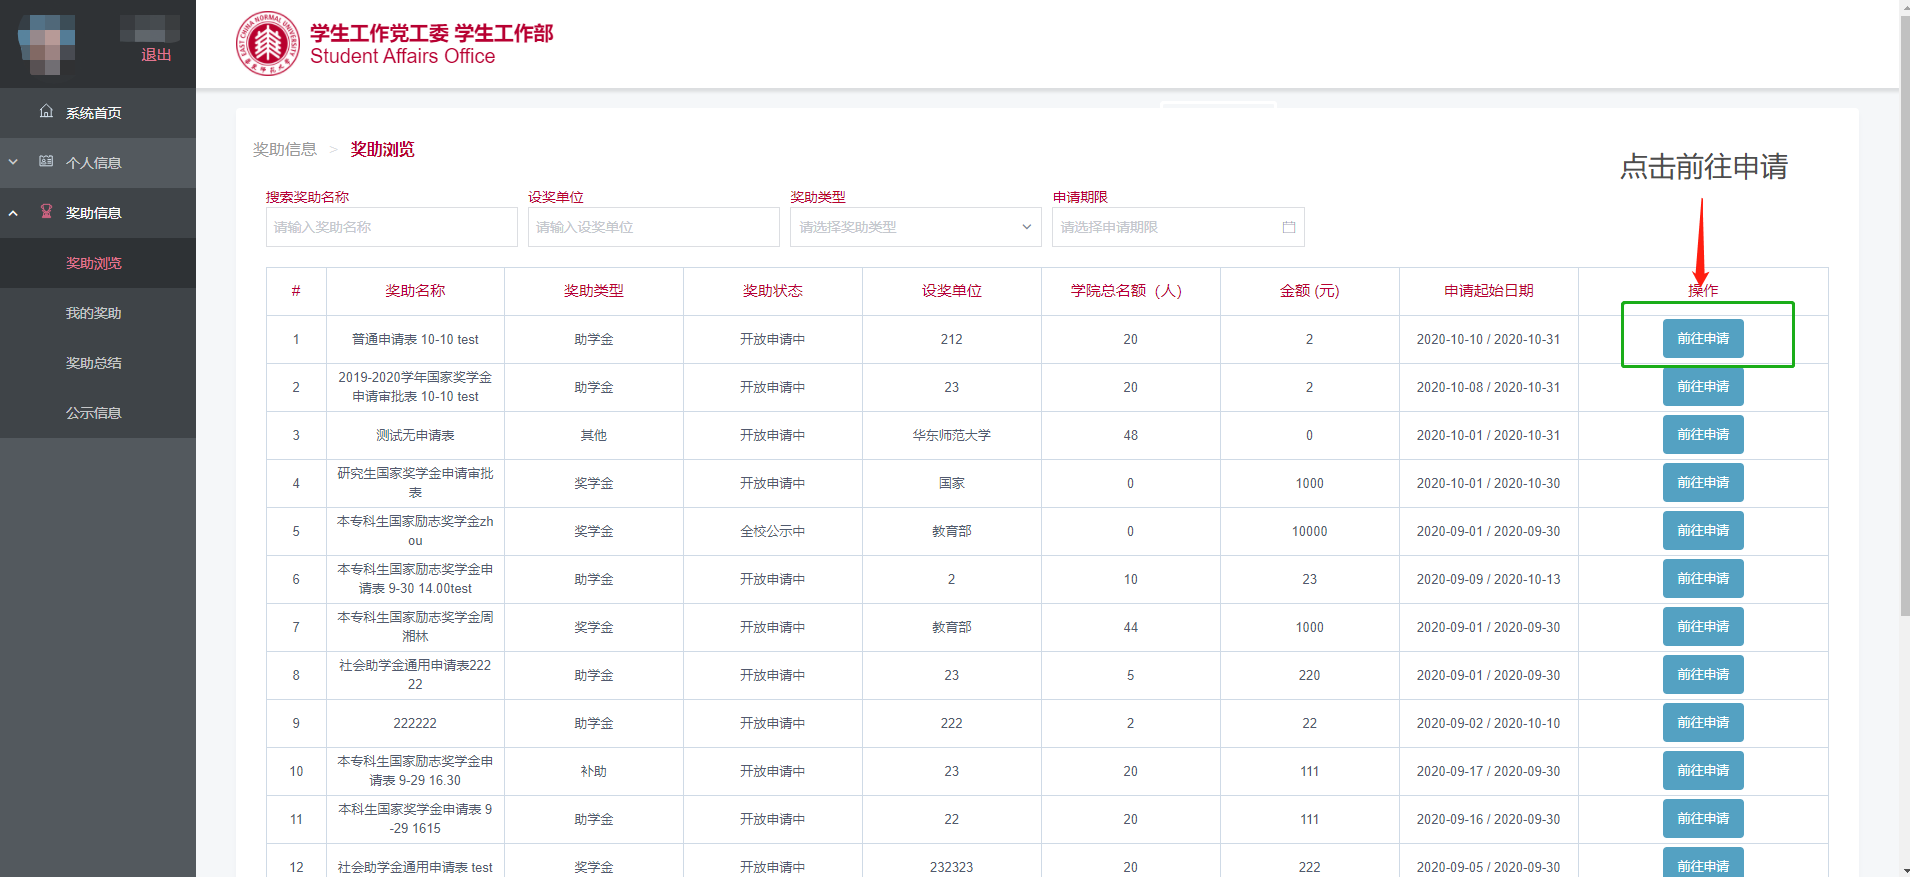 退出
系统首页
个人信息
奖助信息
奖助浏览
我的奖助
奖助总结
公示信息
EAST CHINA NORMAL UNIVERSITY
华东师范大学
学生工作党工委 学生工作部
Student Affairs Office
奖助信息 > 奖助浏览
点击前往申请
搜索奖助名称 设奖单位 奖助类型 申请期限
请输入奖助名称 请输入设奖单位 请选择奖助类型 请选择申请期限
# 奖助名称 奖助类型 奖助状态 设奖单位 学院总名额（人） 金额 (元) 申请起始日期 操作
1 普通申请表 10-10 test 助学金 开放申请中 212 20 2 2020-10-10 / 2020-10-31 前往申请
2 2019-2020学年国家奖学金
申请审批表 10-10 test 助学金 开放申请中 23 20 2 2020-10-08 / 2020-10-31 前往申请
3 测试无申请表 其他 开放申请中 华东师范大学 48 0 2020-10-01 / 2020-10-31 前往申请
4 研究生国家奖学金申请审批
表 奖学金 开放申请中 国家 0 1000 2020-10-01 / 2020-10-30 前往申请
5 本专科生国家励志奖学金zh
ou 奖学金 全校公示中 教育部 0 10000 2020-09-01 / 2020-09-30 前往申请
6 本专科生国家励志奖学金申
请表 9-30 14.00test 助学金 开放申请中 2 10 23 2020-09-09 / 2020-10-13 前往申请
7 本专科生国家励志奖学金周
湘林 奖学金 开放申请中 教育部 44 1000 2020-09-01 / 2020-09-30 前往申请
8 社会助学金通用申请表222
22 助学金 开放申请中 23 5 220 2020-09-01 / 2020-09-30 前往申请
9 222222 助学金 开放申请中 222 2 22 2020-09-02 / 2020-10-10 前往申请
10 本专科生国家励志奖学金申
请表 9-29 16.30 补助 开放申请中 23 20 111 2020-09-17 / 2020-09-30 前往申请
11 本科生国家奖学金申请表 9
-29 1615 助学金 开放申请中 22 20 111 2020-09-16 / 2020-09-30 前往申请
12 社会助学金通用申请表 test 奖学金 开放申请中 232323 20 222 2020-09-05 / 2020-09-30 前往申请